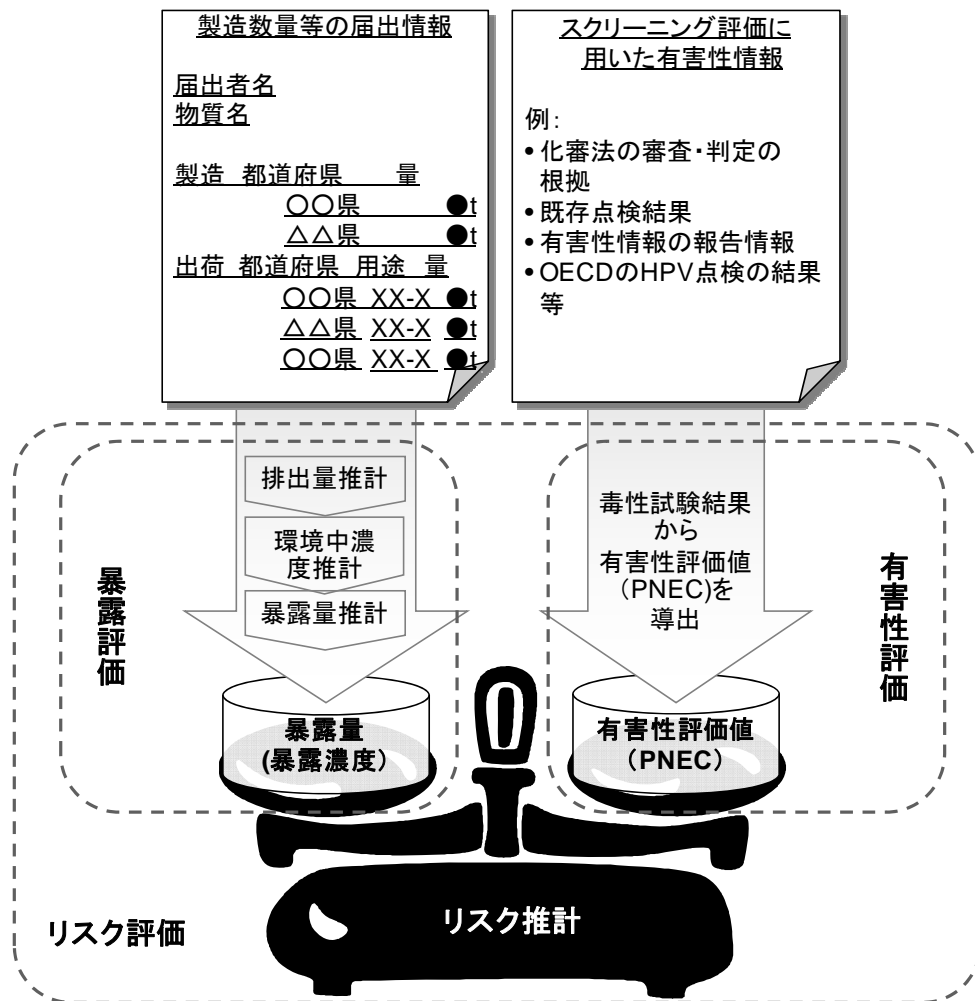 製造数量等の届出情報
届出者名
物質名
製造 都道府県 量
〇〇県 ●t
△△県 ●t
出荷 都道府県 用途 量
〇〇県 XX-X ●t
△△県 XX-X ●t
〇〇県 XX-X ●t
スクリーニング評価に
用いた有害性情報
例：
•化審法の審査・判定の
根拠
•既存点検結果
•有害性情報の報告情報
•OECDのHPV点検の結果
等
排出量推計
環境中濃
度推計
暴露量推計
毒性試験結果
から
有害性評価値
（PNEC)を
導出
暴露評価
有害性評価
暴露量
(暴露濃度）
有害性評価値
（PNEC）
リスク評価
リスク推計